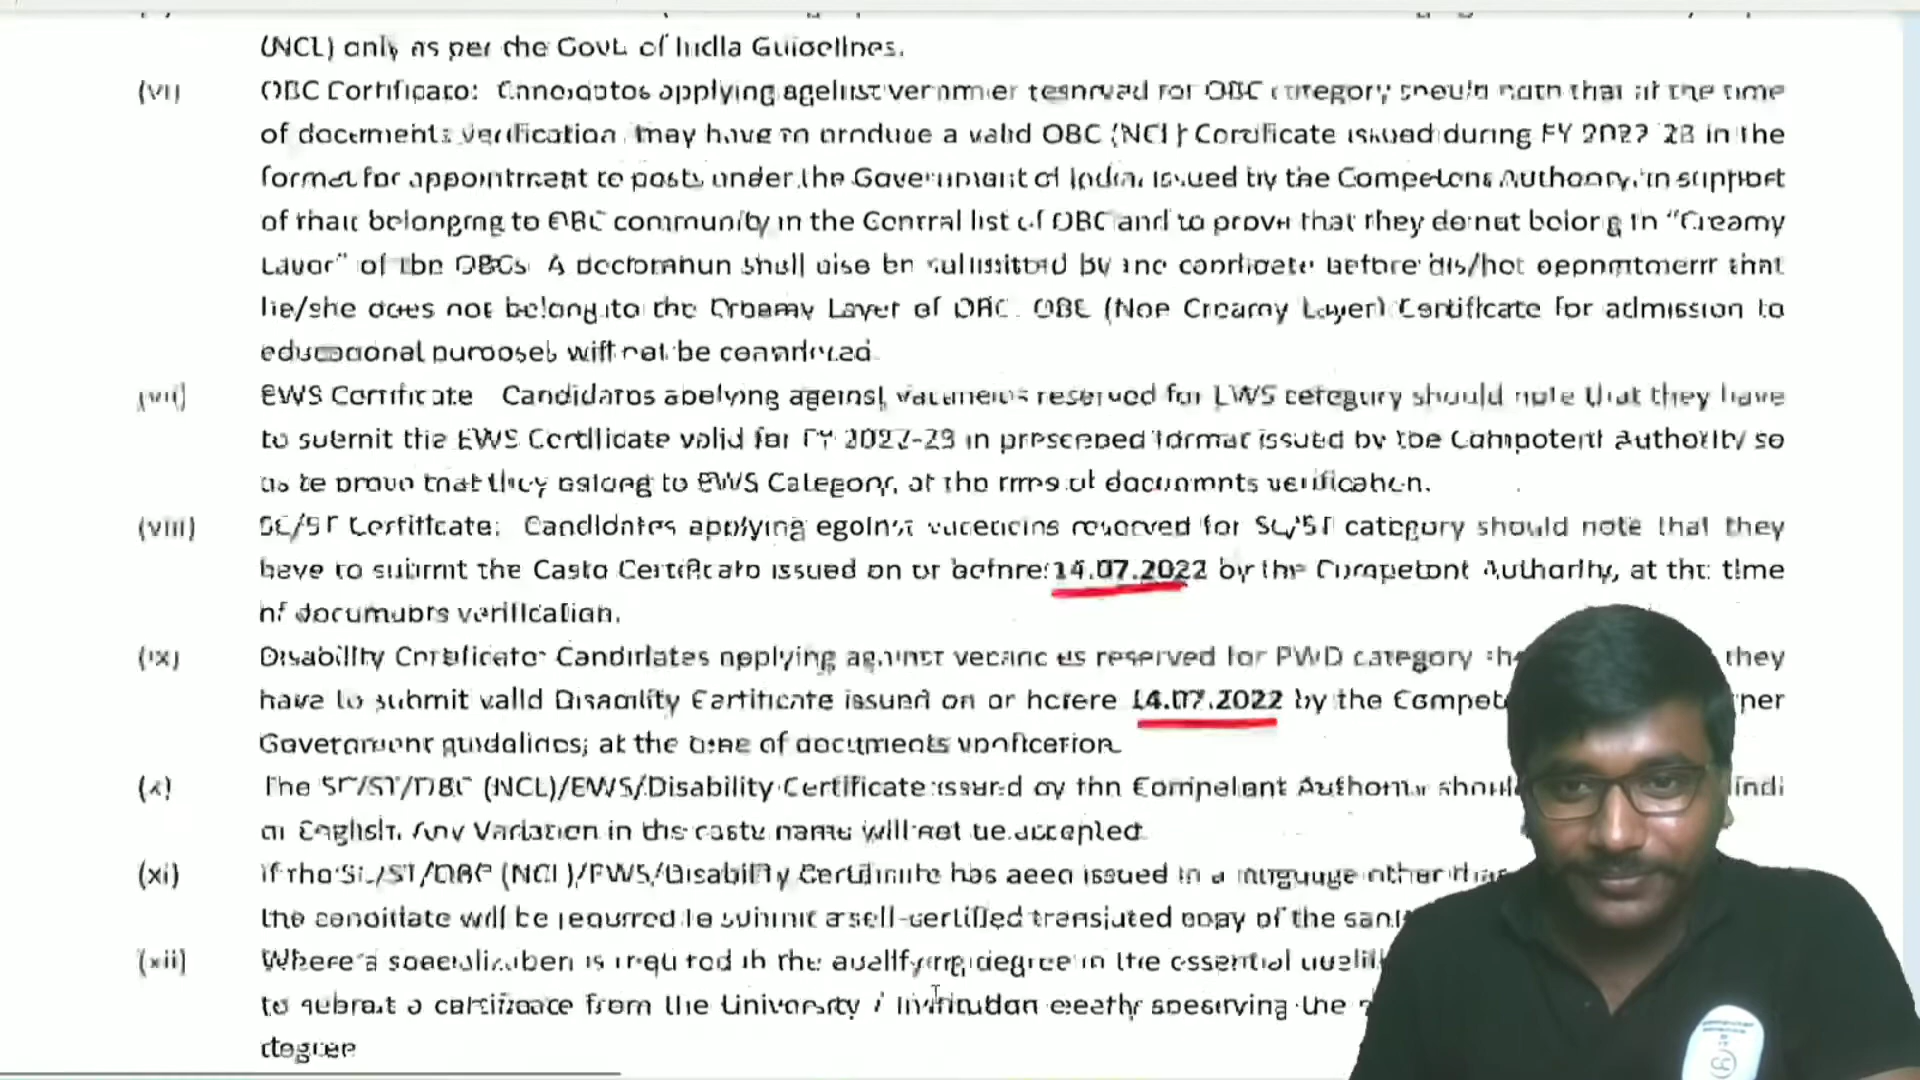 (NCL) only as per the Govt. of India Guidelines.
(vi) OBC Certificate: Candidates applying against reserved for OBC category should that at the time
of documents verification may have to produce a valid OBC (NCL) Certificate issued during FY 2022 23 in the
format for appointment to posts under the Government of India, issued by the Competent Authority, in support
of belonging to OBC community in the Central list of OBC and to prove that they do not belong in "Creamy
Layer" of the OBCs. A declaration shall also be submitted by the candidate before his/her appointment that
he/she does not belong to the Creamy Layer of OBC. OBC (Non Creamy Layer) Certificate for admission to
educational purposes will not be considered
(vii) EWS Certificate Candidates applying against vacancies reserved for EWS category should note that they have
to submit the EWS Certificate valid for FY 2022-23 in prescribed format issued by the Competent Authority so
as to prove that they belong to EWS Category, at the time of documents verification.
(viii) SC/ST Certificate: Candidates applying against vacancies reserved for SC/ST category should note that they
have to submit the Caste Certificate issued on or before 14.07.2022 by the Competent Authority, at the time
of documents verification.
(ix) Disability Certificate Candidates applying against vacancies reserved for PWD category they
have to submit valid Disability Certificate issued on or before 14.07.2022 by the per
Government guidelines; at the time of documents verification.
(x) The SC/ST/OBC (NCL)/EWS/Disability Certificate issued by the Competent Authority
or English. Any Variation in the caste name will not be accepted
(xi) If the SC/ST/OBC (NCL)/EWS/Disability Certificate has been issued in a language other
the candidate will be required to submit a self-certified translated copy of the
(xii) Where a specialization is required in the qualifying degree in the essential
to submit a certificate from the University / Institution specifying the
degree